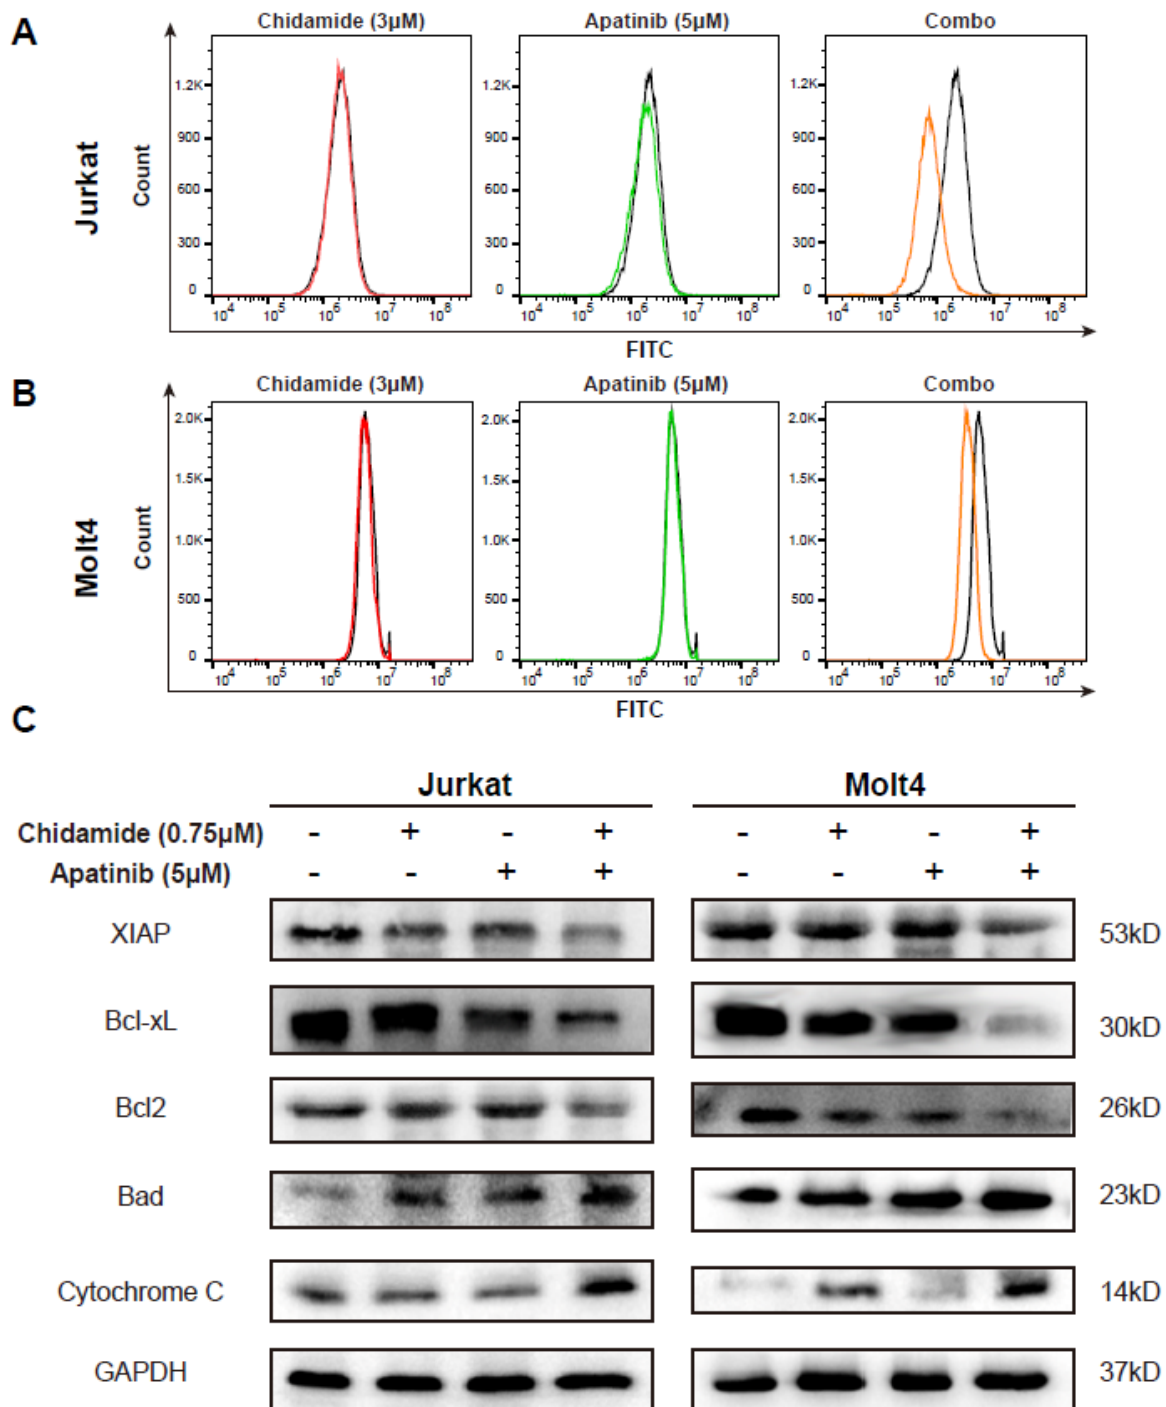 A
Chidamide (3µM) Apatinib (5µM) Combo
Jurkat
Count
1.2K 900 600 300 0
1.2K 900 600 300 0
1.2K 900 600 300 0
10^4 10^5 10^6 10^7 10^8
10^4 10^5 10^6 10^7 10^8
10^4 10^5 10^6 10^7 10^8
FITC
B
Chidamide (3µM) Apatinib (5µM) Combo
Molt4
Count
2.0K 1.5K 1.0K 500 0
2.0K 1.5K 1.0K 500 0
2.0K 1.5K 1.0K 500 0
10^4 10^5 10^6 10^7 10^8
10^4 10^5 10^6 10^7 10^8
10^4 10^5 10^6 10^7 10^8
FITC
C
Jurkat Molt4
Chidamide (0.75µM) - + - + - + - +
Apatinib (5µM) - - + + - - + +
XIAP 53kD
Bcl-xL 30kD
Bcl2 26kD
Bad 23kD
Cytochrome C 14kD
GAPDH 37kD